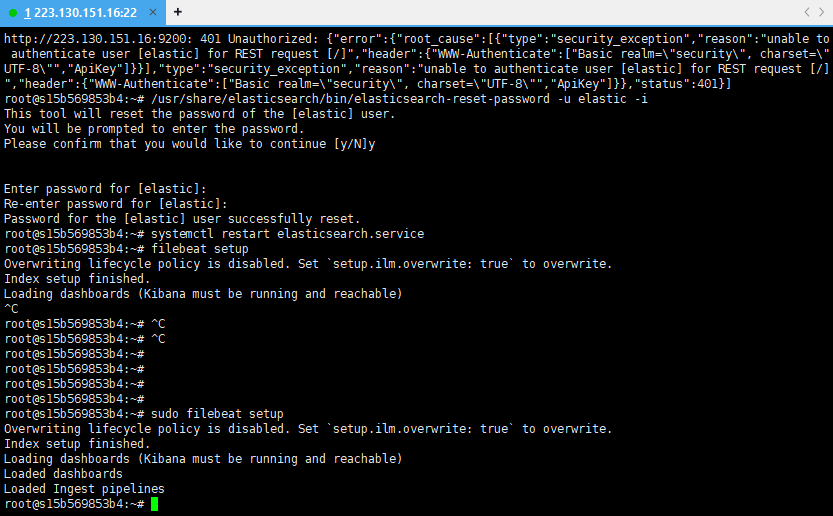 1 223.130.151.16:22 × +
http://223.130.151.16:9200: 401 Unauthorized: {"error":{"root_cause":[{"type":"security_exception","reason":"unable to
 authenticate user [elastic] for REST request [/]","header":{"WWW-Authenticate":["Basic realm=\"security\", charset=\"
UTF-8\"","ApiKey"]}}],"type":"security_exception","reason":"unable to authenticate user [elastic] for REST request [/]
","header":{"WWW-Authenticate":["Basic realm=\"security\", charset=\"UTF-8\"","ApiKey"]}},"status":401}]
root@s15b569853b4:~# /usr/share/elasticsearch/bin/elasticsearch-reset-password -u elastic -i
This tool will reset the password of the [elastic] user.
You will be prompted to enter the password.
Please confirm that you would like to continue [y/N]y
Enter password for [elastic]:
Re-enter password for [elastic]:
Password for the [elastic] user successfully reset.
root@s15b569853b4:~# systemctl restart elasticsearch.service
root@s15b569853b4:~# filebeat setup
Overwriting lifecycle policy is disabled. Set `setup.ilm.overwrite: true` to overwrite.
Index setup finished.
Loading dashboards (Kibana must be running and reachable)
^C
root@s15b569853b4:~# ^C
root@s15b569853b4:~# ^C
root@s15b569853b4:~#
root@s15b569853b4:~#
root@s15b569853b4:~#
root@s15b569853b4:~#
root@s15b569853b4:~# sudo filebeat setup
Overwriting lifecycle policy is disabled. Set `setup.ilm.overwrite: true` to overwrite.
Index setup finished.
Loading dashboards (Kibana must be running and reachable)
Loaded dashboards
Loaded Ingest pipelines
root@s15b569853b4:~#